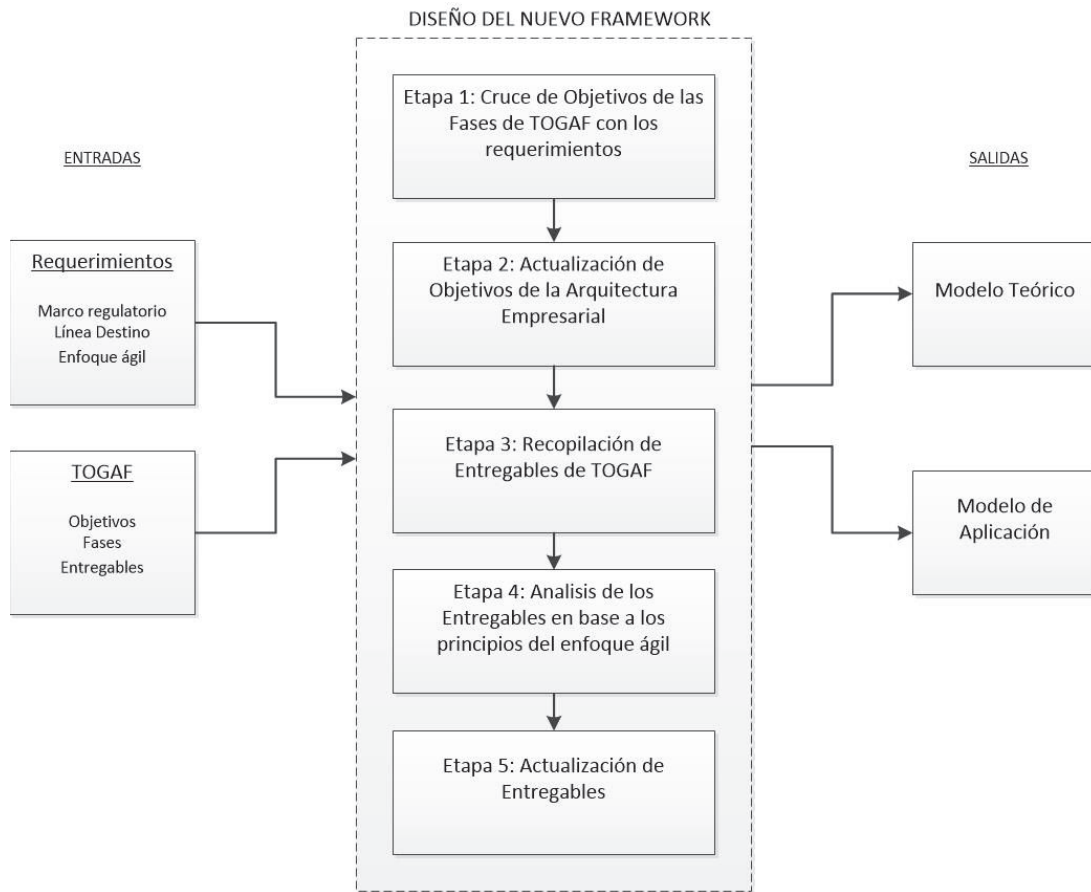 DISEÑO DEL NUEVO FRAMEWORK
ENTRADAS
Requerimientos
Marco regulatorio
Línea Destino
Enfoque ágil
TOGAF
Objetivos
Fases
Entregables
Etapa 1: Cruce de Objetivos de las
Fases de TOGAF con los
requerimientos
Etapa 2: Actualización de
Objetivos de la Arquitectura
Empresarial
Etapa 3: Recopilación de
Entregables de TOGAF
Etapa 4: Analisis de los
Entregables en base a los
principios del enfoque ágil
Etapa 5: Actualización de
Entregables
SALIDAS
Modelo Teórico
Modelo de
Aplicación